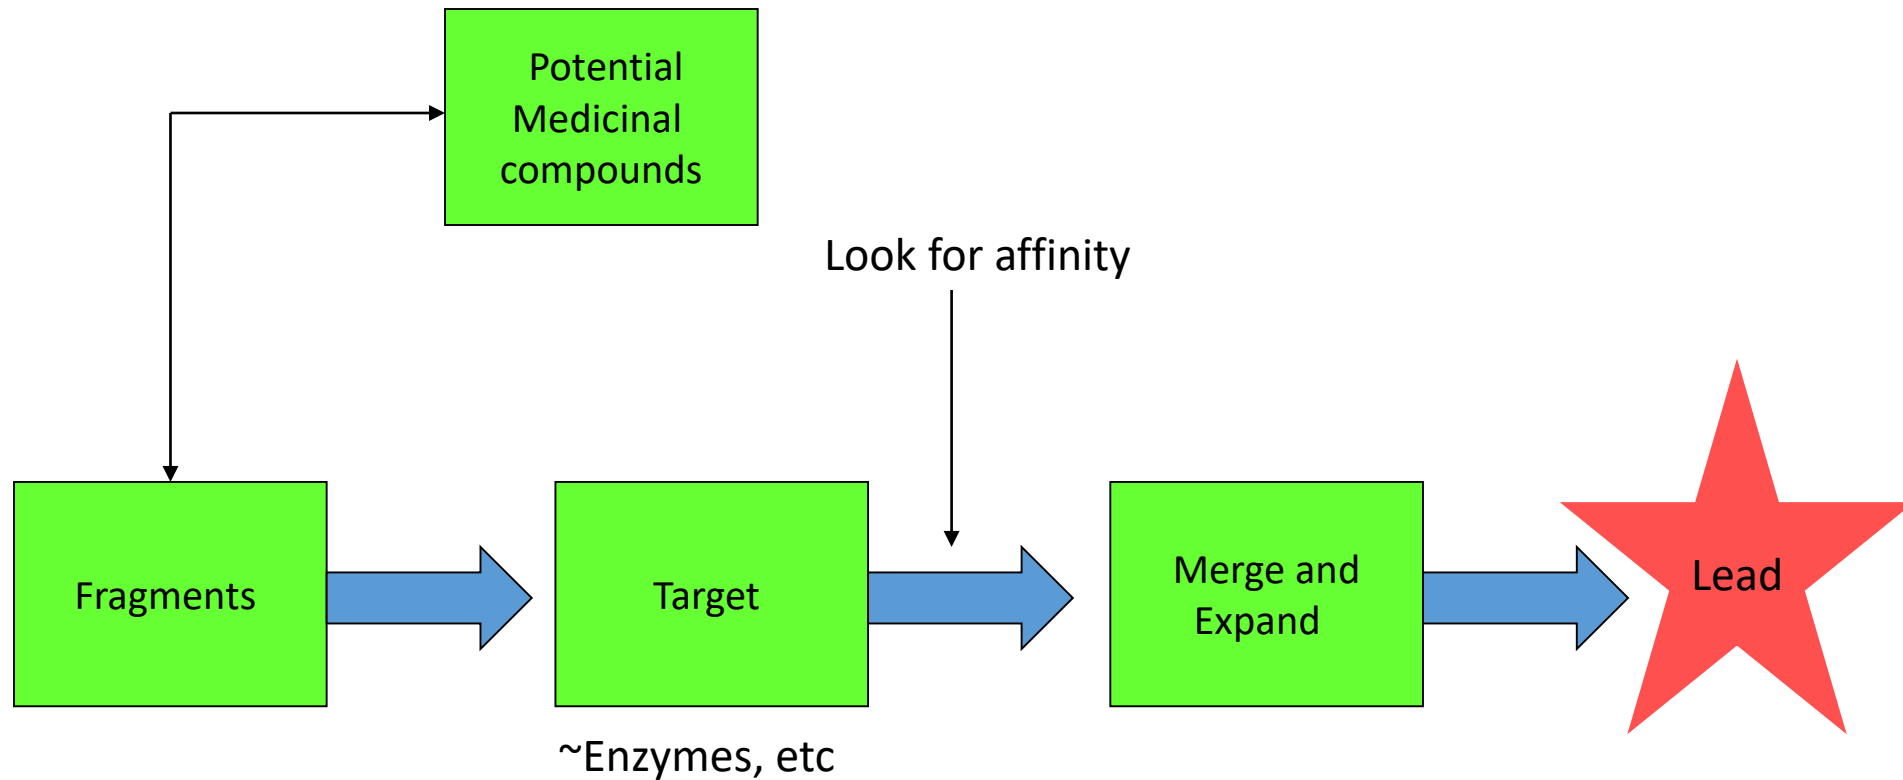 Potential
Medicinal
compounds
Look for affinity
Fragments
Target
Merge and
Expand
Lead
~Enzymes, etc